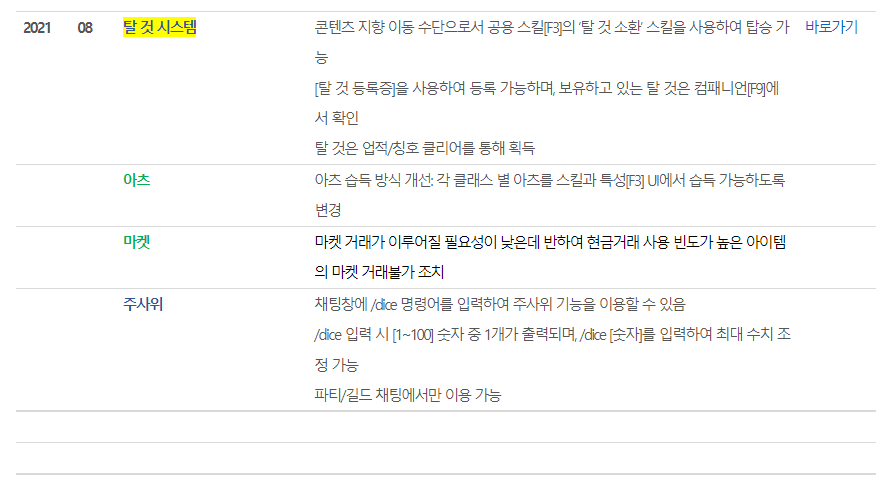 2021 08 탈 것 시스템 콘텐츠 지향 이동 수단으로서 공용 스킬[F3]의 '탈 것 소환' 스킬을 사용하여 탑승 가 바로가기
능
[탈 것 등록증]을 사용하여 등록 가능하며, 보유하고 있는 탈 것은 컴패니언[F9]에
서 확인
탈 것은 업적/칭호 클리어를 통해 획득
아츠 아츠 습득 방식 개선: 각 클래스 별 아츠를 스킬과 특성[F3] UI에서 습득 가능하도록
변경
마켓 마켓 거래가 이루어질 필요성이 낮은데 반하여 현금거래 사용 빈도가 높은 아이템
의 마켓 거래불가 조치
주사위 채팅창에 /dice 명령어를 입력하여 주사위 기능을 이용할 수 있음
/dice 입력 시 [1~100] 숫자 중 1개가 출력되며, /dice [숫자]를 입력하여 최대 수치 조
정 가능
파티/길드 채팅에서만 이용 가능